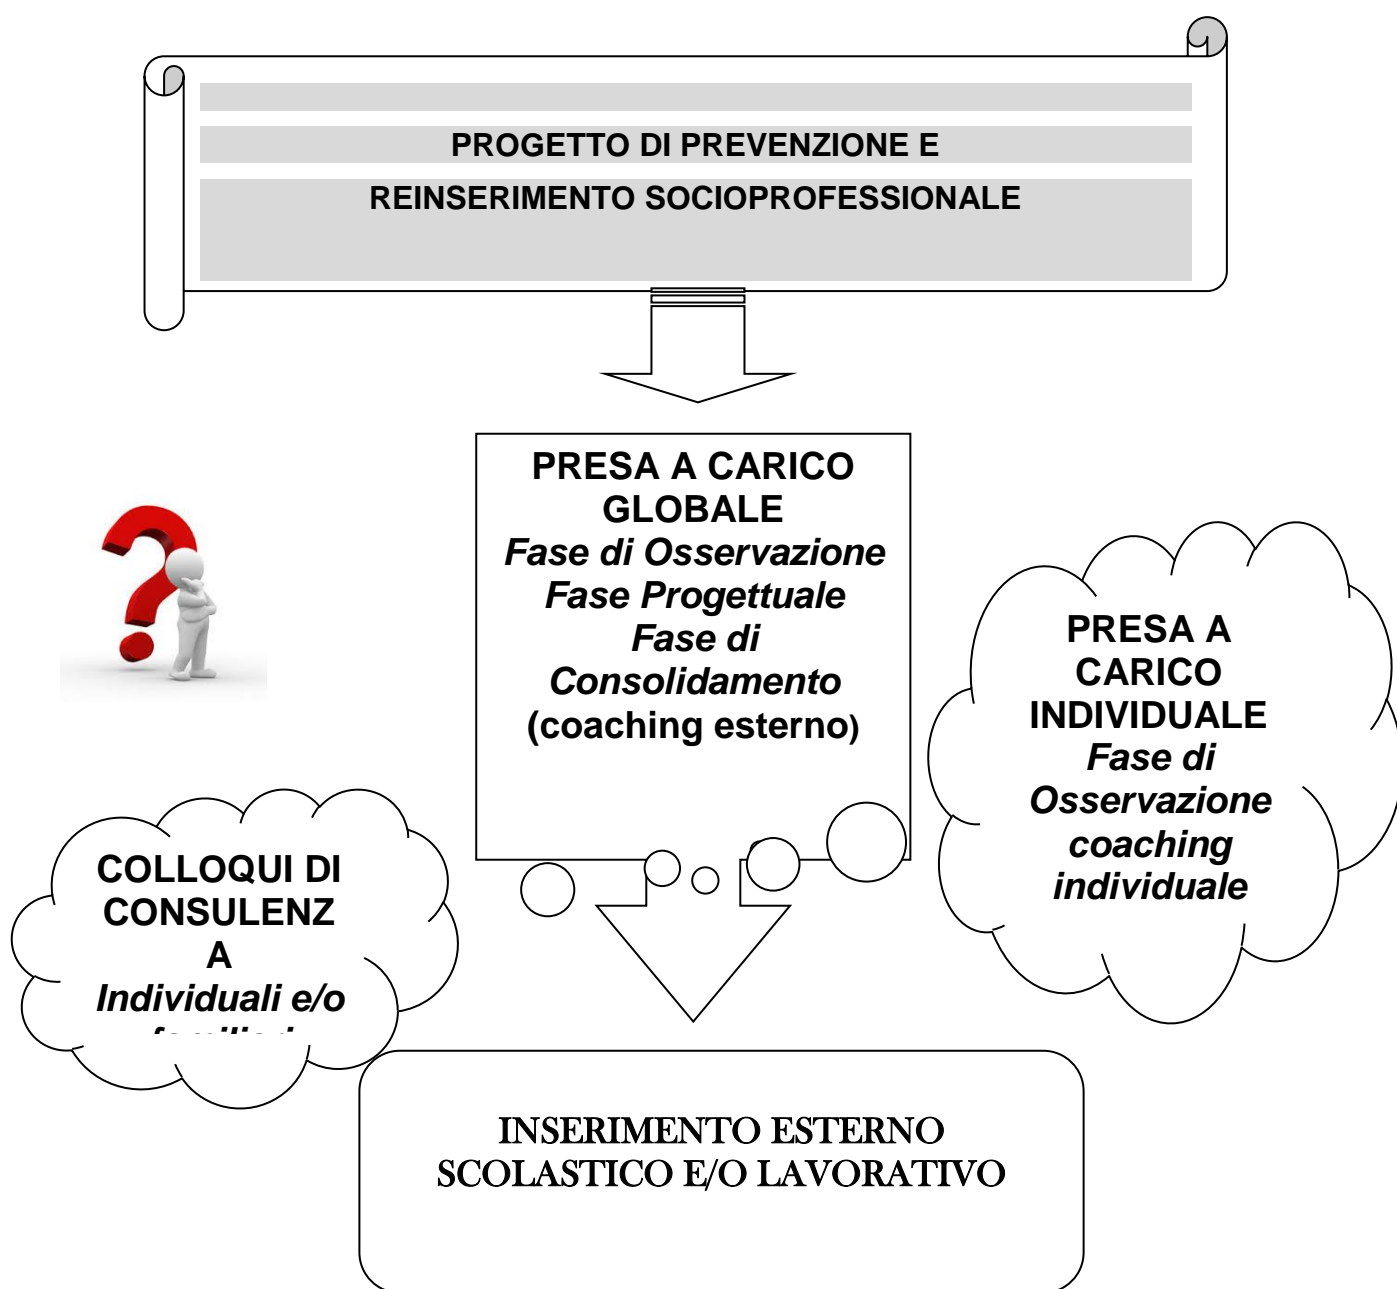 PROGETTO DI PREVENZIONE E
REINSERIMENTO SOCIOPROFESSIONALE
PRESA A CARICO
GLOBALE
Fase di Osservazione
Fase Progettuale
Fase di
Consolidamento
(coaching esterno)
PRESA A
CARICO
INDIVIDUALE
Fase di
Osservazione
coaching
individuale
COLLOQUI DI
CONSULENZ
A
Individuali e/o
INSERIMENTO ESTERNO
SCOLASTICO E/O LAVORATIVO